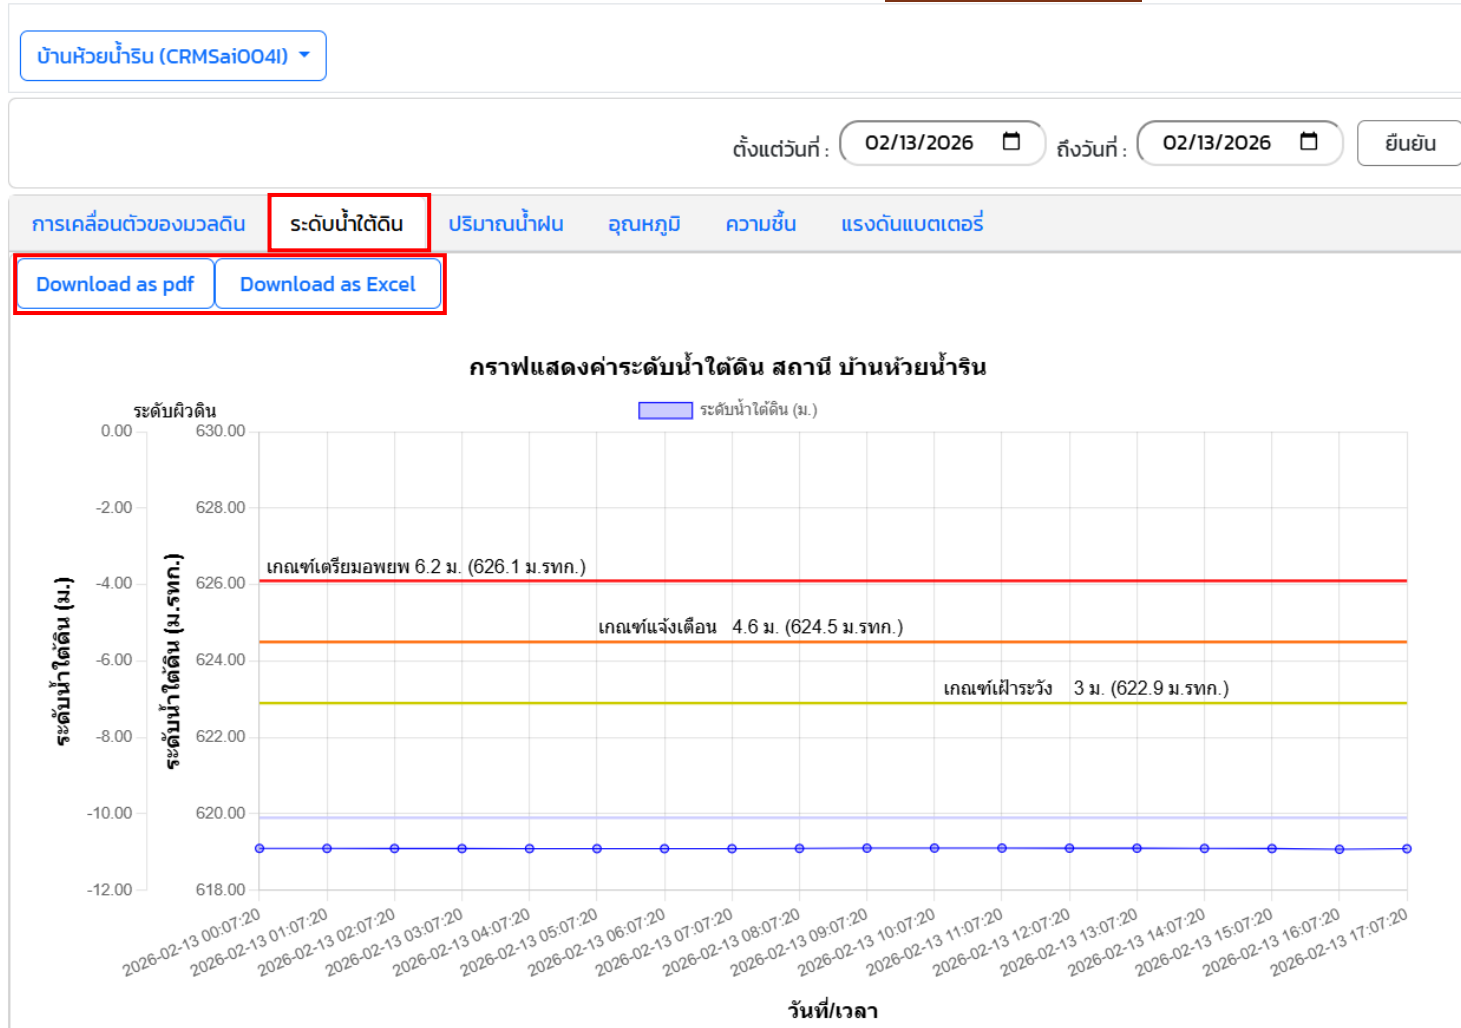 บ้านห้วยน้ำริน (CRMSai004I)
ตั้งแต่วันที่ : 02/13/2026 ถึงวันที่ : 02/13/2026 ยืนยัน
การเคลื่อนตัวของมวลดิน ระดับน้ำใต้ดิน ปริมาณน้ำฝน อุณหภูมิ ความชื้น แรงดันแบตเตอรี่
Download as pdf Download as Excel
กราฟแสดงค่าระดับน้ำใต้ดิน สถานี บ้านห้วยน้ำริน
ระดับผิวดิน
ระดับน้ำใต้ดิน (ม.)
0.00 630.00
-2.00 628.00
เกณฑ์เตรียมอพยพ 6.2 ม. (626.1 ม.รทก.)
-4.00 626.00
เกณฑ์แจ้งเตือน 4.6 ม. (624.5 ม.รทก.)
-6.00 624.00
เกณฑ์เฝ้าระวัง 3 ม. (622.9 ม.รทก.)
-8.00 622.00
-10.00 620.00
-12.00 618.00
ระดับน้ำใต้ดิน (ม.)
ระดับน้ำใต้ดิน (ม.รทก.)
2026-02-13 00:07:20
2026-02-13 01:07:20
2026-02-13 02:07:20
2026-02-13 03:07:20
2026-02-13 04:07:20
2026-02-13 05:07:20
2026-02-13 06:07:20
2026-02-13 07:07:20
2026-02-13 08:07:20
2026-02-13 09:07:20
2026-02-13 10:07:20
2026-02-13 11:07:20
2026-02-13 12:07:20
2026-02-13 13:07:20
2026-02-13 14:07:20
2026-02-13 15:07:20
2026-02-13 16:07:20
2026-02-13 17:07:20
วันที่/เวลา